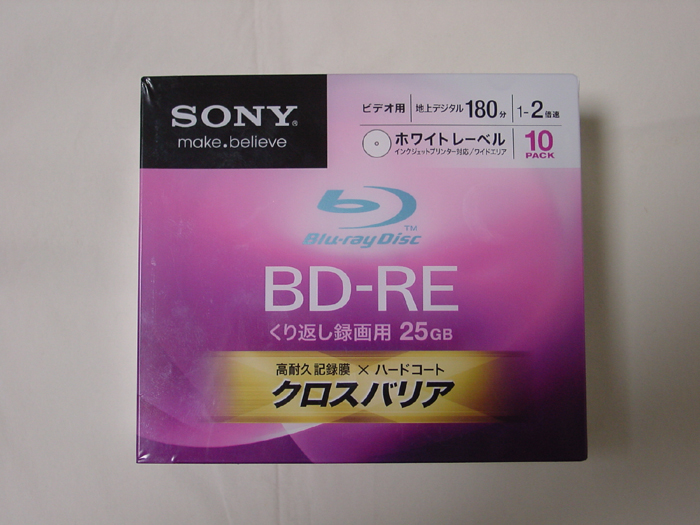 SONY®
make.believe
ビデオ用 地上デジタル 180分 1-2倍速
ホワイトレーベル
インクジェットプリンター対応/ワイドエリア
10
PACK
Blu-ray Disc™
BD-RE
くり返し録画用 25GB
高耐久記録膜 × ハードコート
クロスバリア